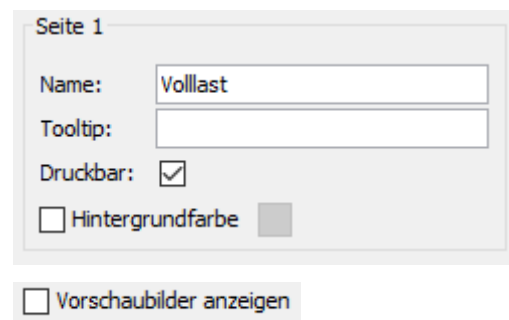 Seite 1
Name: Volllast
Tooltip:
Druckbar:
Hintergrundfarbe
Vorschaubilder anzeigen